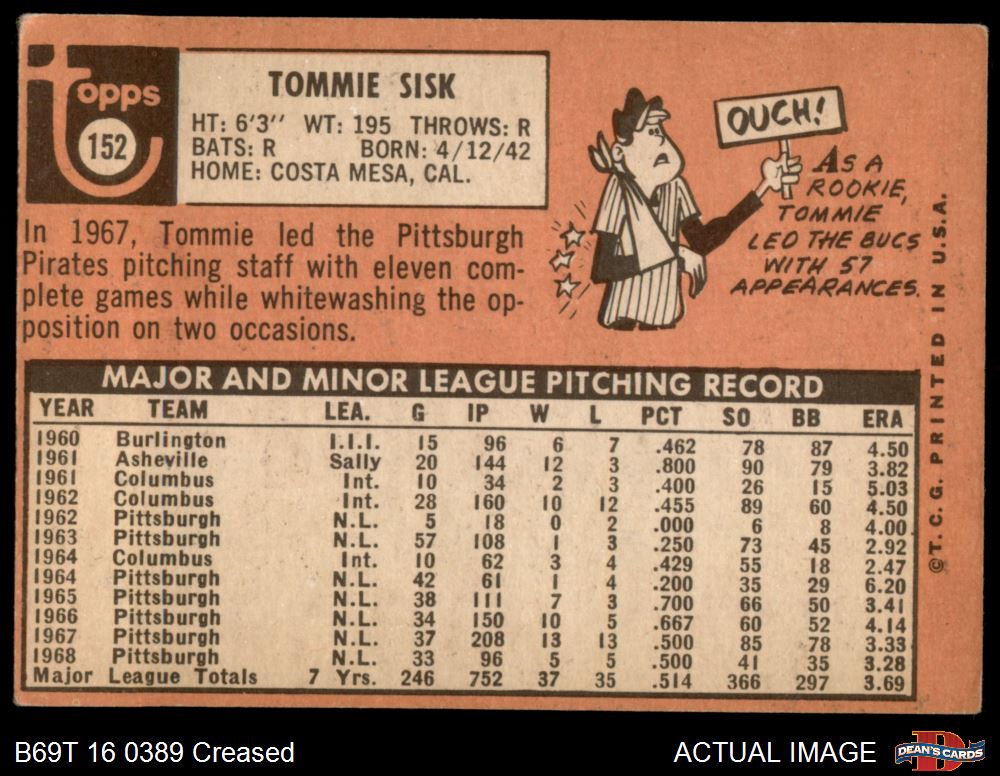 Topps
152
TOMMIE SISK
HT: 6'3" WT: 195 THROWS: R
BATS: R BORN: 4/12/42
HOME: COSTA MESA, CAL.
In 1967, Tommie led the Pittsburgh
Pirates pitching staff with eleven com-
plete games while whitewashing the op-
position on two occasions.
OUCH!
AS A
ROOKIE,
TOMMIE
LED THE BUCS
WITH 57
APPEARANCES.
©T.C.G. PRINTED IN U.S.A.
MAJOR AND MINOR LEAGUE PITCHING RECORD
YEAR TEAM LEA. G IP W L PCT SO BB ERA
1960 Burlington I.I.I. 15 96 6 7 .462 78 87 4.50
1961 Asheville Sally 20 144 12 3 .800 90 79 3.82
1961 Columbus Int. 10 34 2 3 .400 26 15 5.03
1962 Columbus Int. 28 160 10 12 .455 89 60 4.50
1962 Pittsburgh N.L. 5 18 0 2 .000 6 8 4.00
1963 Pittsburgh N.L. 57 108 1 3 .250 73 45 2.92
1964 Columbus Int. 10 62 3 4 .429 55 18 2.47
1964 Pittsburgh N.L. 42 61 1 4 .200 35 29 6.20
1965 Pittsburgh N.L. 38 111 7 3 .700 66 50 3.41
1966 Pittsburgh N.L. 34 150 10 5 .667 60 52 4.14
1967 Pittsburgh N.L. 37 208 13 13 .500 85 78 3.33
1968 Pittsburgh N.L. 33 96 5 5 .500 41 35 3.28
Major League Totals 7 Yrs. 246 752 37 35 .514 366 297 3.69
B69T 16 0389 Creased
ACTUAL IMAGE
DEAN'S CARDS